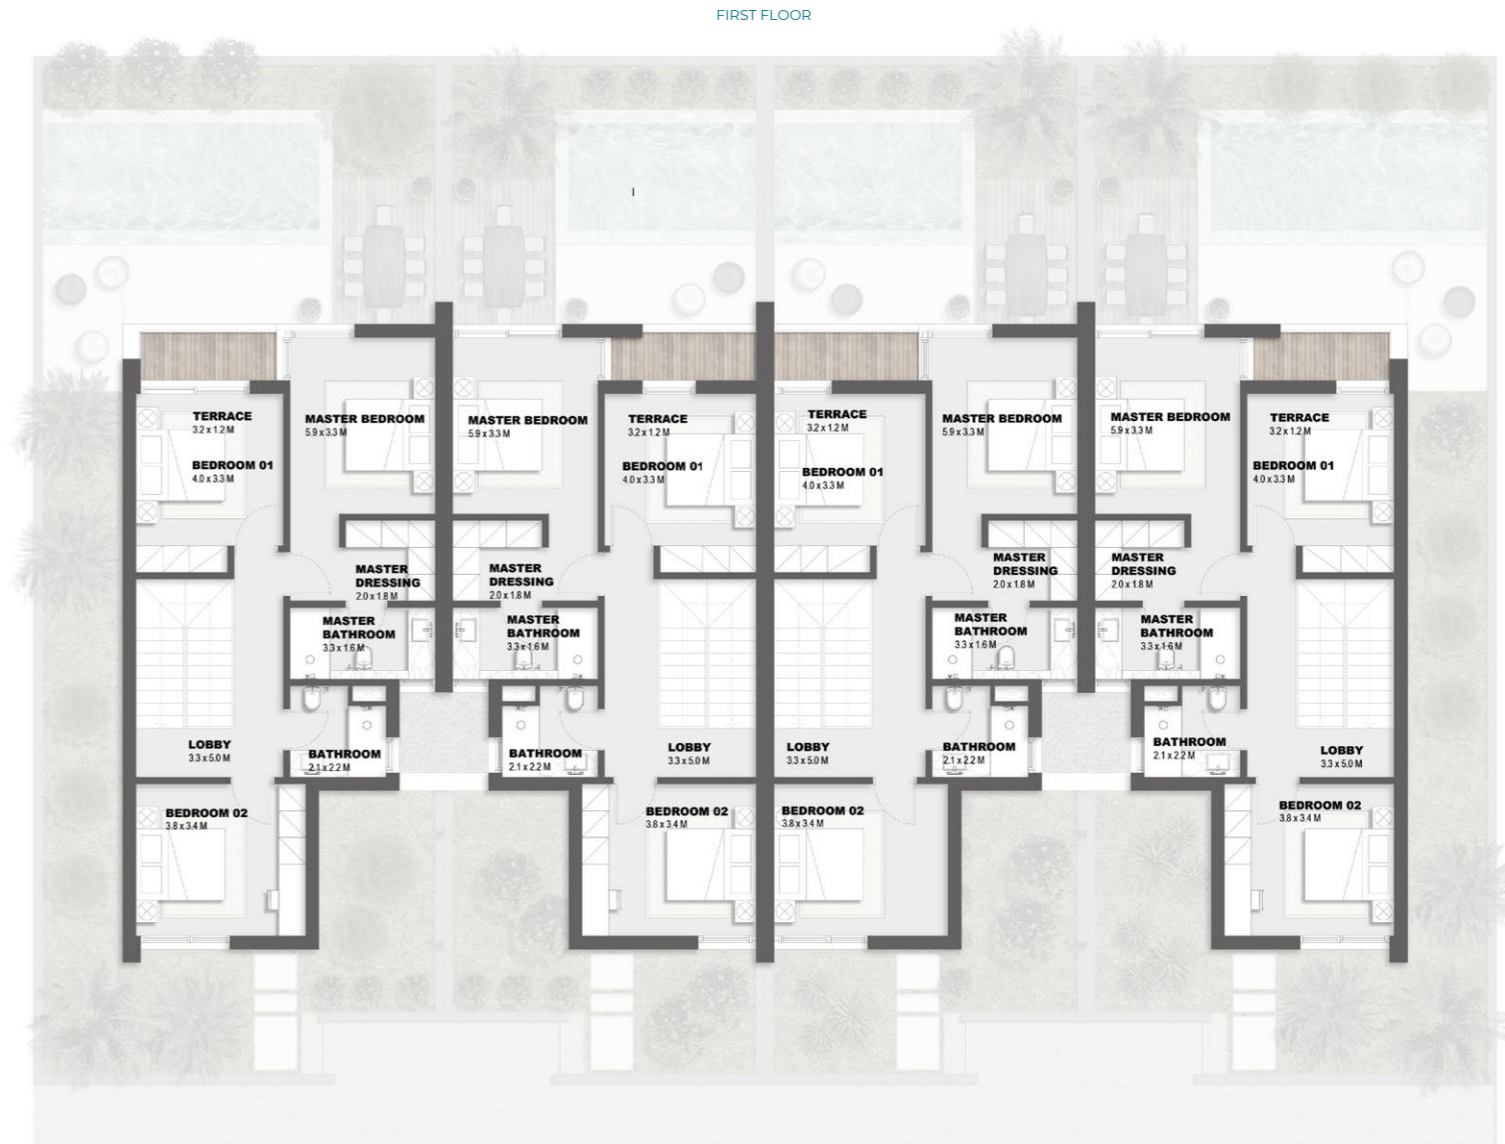 FIRST FLOOR
I
TERRACE
3.2 x 1.2 M
BEDROOM 01
4.0 x 3.3 M
MASTER BEDROOM
5.9 x 3.3 M
MASTER
DRESSING
2.0 x 1.8 M
MASTER
BATHROOM
3.3 x 1.6 M
LOBBY
3.3 x 5.0 M
BATHROOM
2.1 x 2.2 M
BEDROOM 02
3.8 x 3.4 M
MASTER BEDROOM
5.9 x 3.3 M
TERRACE
3.2 x 1.2 M
BEDROOM 01
4.0 x 3.3 M
MASTER
DRESSING
2.0 x 1.8 M
MASTER
BATHROOM
3.3 x 1.6 M
BATHROOM
2.1 x 2.2 M
LOBBY
3.3 x 5.0 M
BEDROOM 02
3.8 x 3.4 M
TERRACE
3.2 x 1.2 M
BEDROOM 01
4.0 x 3.3 M
MASTER BEDROOM
5.9 x 3.3 M
MASTER
DRESSING
2.0 x 1.8 M
MASTER
BATHROOM
3.3 x 1.6 M
LOBBY
3.3 x 5.0 M
BATHROOM
2.1 x 2.2 M
BEDROOM 02
3.8 x 3.4 M
MASTER BEDROOM
5.9 x 3.3 M
TERRACE
3.2 x 1.2 M
BEDROOM 01
4.0 x 3.3 M
MASTER
DRESSING
2.0 x 1.8 M
MASTER
BATHROOM
3.3 x 1.6 M
BATHROOM
2.1 x 2.2 M
LOBBY
3.3 x 5.0 M
BEDROOM 02
3.8 x 3.4 M